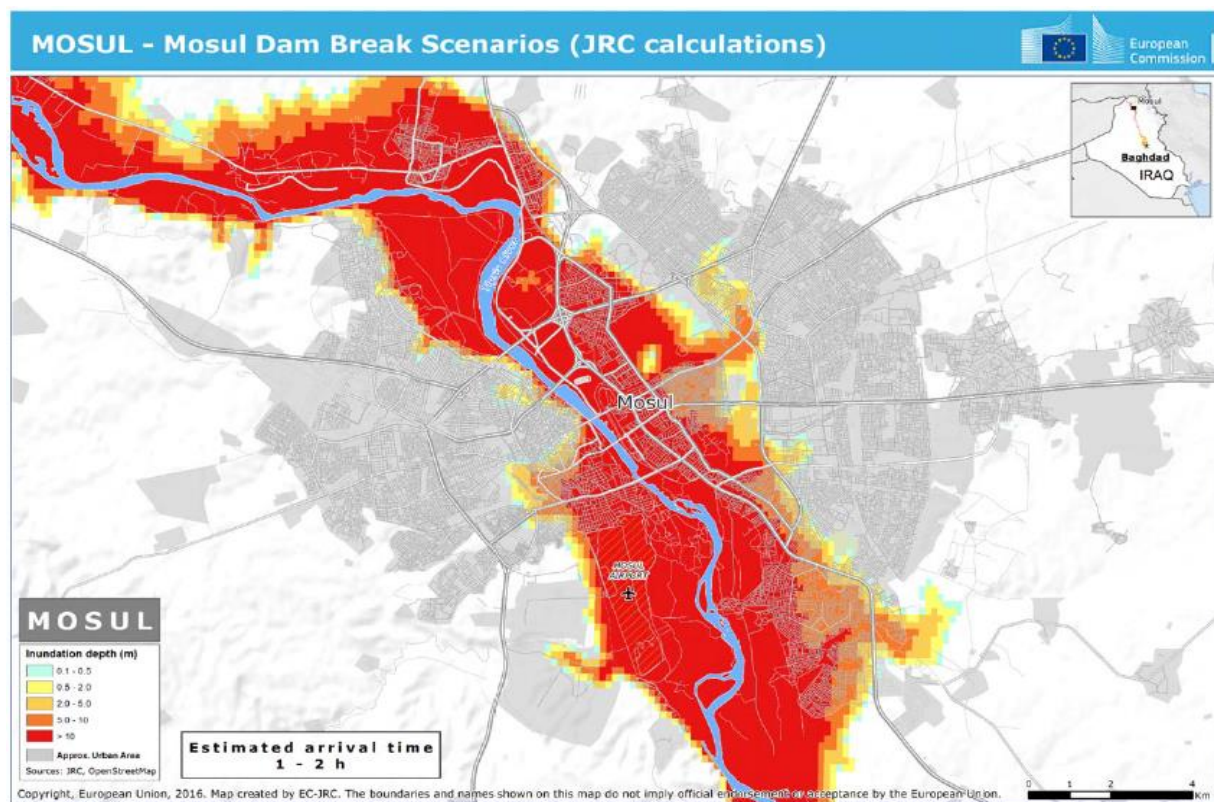 MOSUL - Mosul Dam Break Scenarios (JRC calculations)
European
Commission
Mosul
Baghdad
IRAQ
Mosul
MOSUL
AIRPORT
MOSUL
Inundation depth (m)
0.1 - 0.5
0.5 - 2.0
2.0 - 5.0
5.0 - 10
> 10
Approx. Urban Area
Sources: JRC, OpenStreetMap
Estimated arrival time
1 - 2 h
0 1 2 4
Km
Copyright, European Union, 2016. Map created by EC-JRC. The boundaries and names shown on this map do not imply official endorsement or acceptance by the European Union.